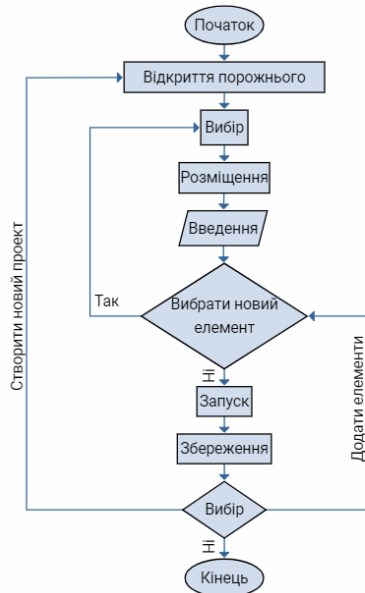 Початок
Відкриття порожнього
Вибір
Розміщення
Введення
Вибрати новий
елемент
Так
Ні
Запуск
Збереження
Вибір
Ні
Кінець
Створити новий проект
Додати елементи